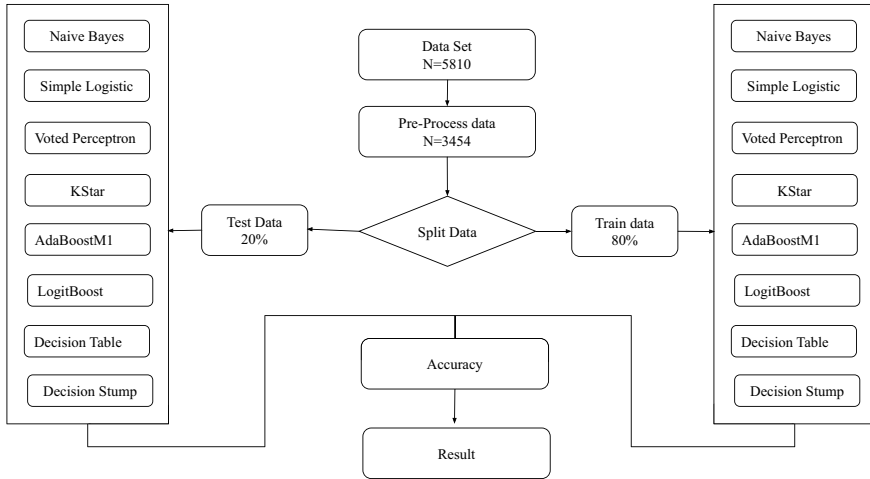 Naive Bayes
Simple Logistic
Voted Perceptron
KStar
AdaBoostM1
LogitBoost
Decision Table
Decision Stump
Data Set
N=5810
Pre-Process data
N=3454
Split Data
Test Data
20%
Train data
80%
Accuracy
Result
Naive Bayes
Simple Logistic
Voted Perceptron
KStar
AdaBoostM1
LogitBoost
Decision Table
Decision Stump